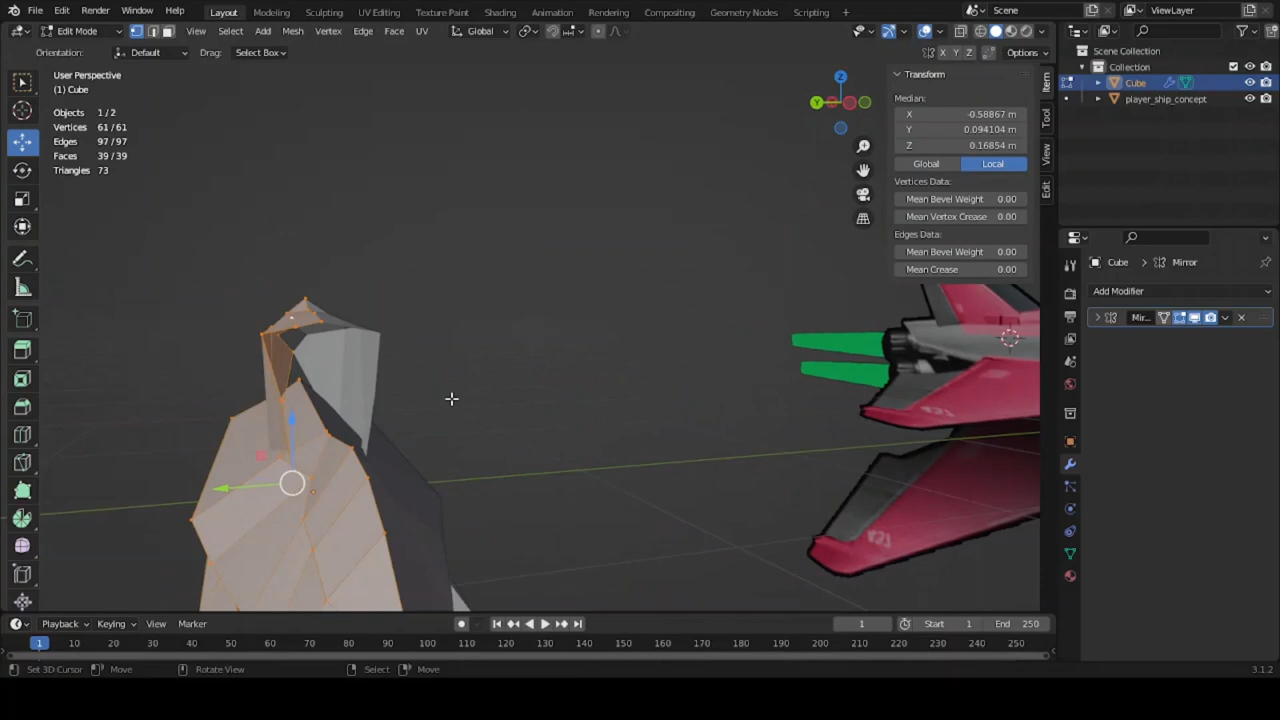 File Edit Render Window Help Layout Modeling Sculpting UV Editing Texture Paint Shading Animation Rendering Compositing Geometry Nodes Scripting + Scene ViewLayer
Edit Mode View Select Add Mesh Vertex Edge Face UV Global
Orientation: Default Drag: Select Box X Y Z Options
User Perspective
(1) Cube
Objects 1/2
Vertices 61/61
Edges 97/97
Faces 39/39
Triangles 73
Z
Y
Transform
Median:
X -0.58867 m
Y 0.094104 m
Z 0.16854 m
Global Local
Vertices Data:
Mean Bevel Weight 0.00
Mean Vertex Crease 0.00
Edges Data:
Mean Bevel Weight 0.00
Mean Crease 0.00
Item
Tool
View
Edit
Scene Collection
Collection
Cube
player_ship_concept
Cube Mirror
Add Modifier
Mir...
Playback Keying View Marker 1 Start 1 End 250
1 10 20 30 40 50 60 70 80 90 100 110 120 130 140 150 160 170 180 190 200 210 220 230 240 250
Set 3D Cursor Move Rotate View Select Move 3.1.2